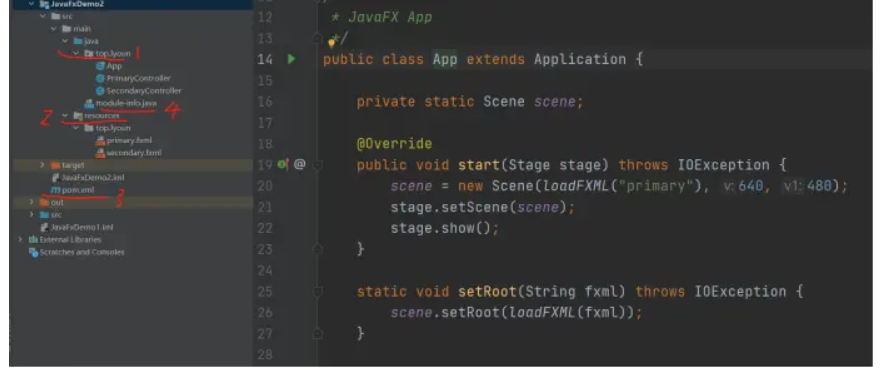 JavaFxDemo2
src
main
java
top.lyoun 1
App
PrimaryController
SecondaryController
module-info.java 4
2 resources
top.lyoun
primary.fxml
secondary.fxml
target
JavaFxDemo2.iml
pom.xml 3
out
src
JavaFxDemo1.iml
External Libraries
Scratches and Consoles
12 * JavaFX App
13 */
14 public class App extends Application {
15
16 private static Scene scene;
17
18 @Override
19 @ public void start(Stage stage) throws IOException {
20 scene = new Scene(loadFXML("primary"), v: 640, v1: 480);
21 stage.setScene(scene);
22 stage.show();
23 }
24
25 static void setRoot(String fxml) throws IOException {
26 scene.setRoot(loadFXML(fxml));
27 }
28